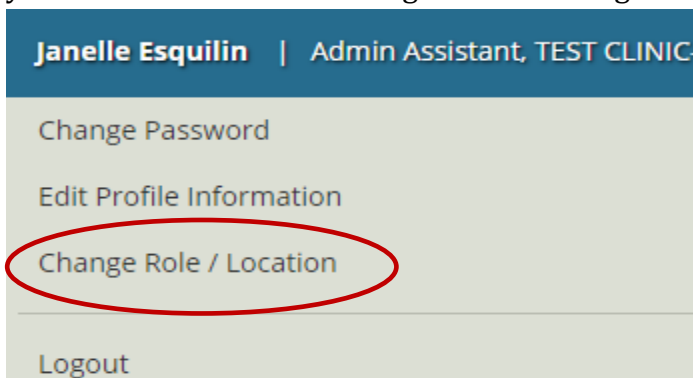 Janelle Esquilin | Admin Assistant, TEST CLINIC-
Change Password
Edit Profile Information
Change Role / Location
Logout